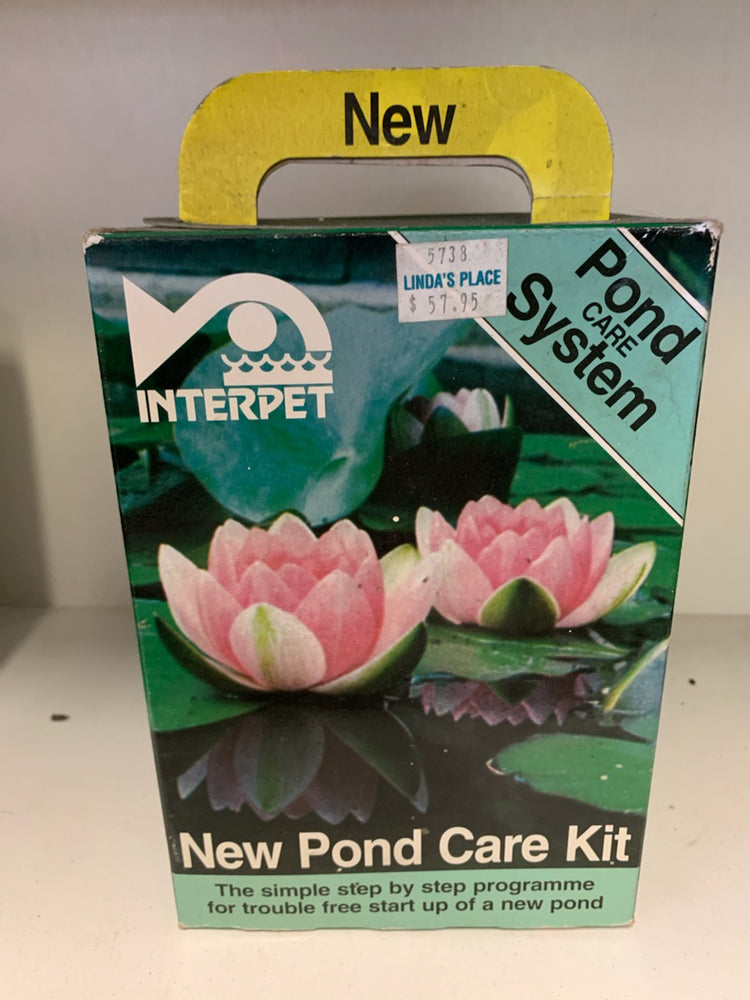 New
5738
LINDA'S PLACE
$ 57.95
Pond
CARE
System
INTERPET
New Pond Care Kit
The simple step by step programme
for trouble free start up of a new pond